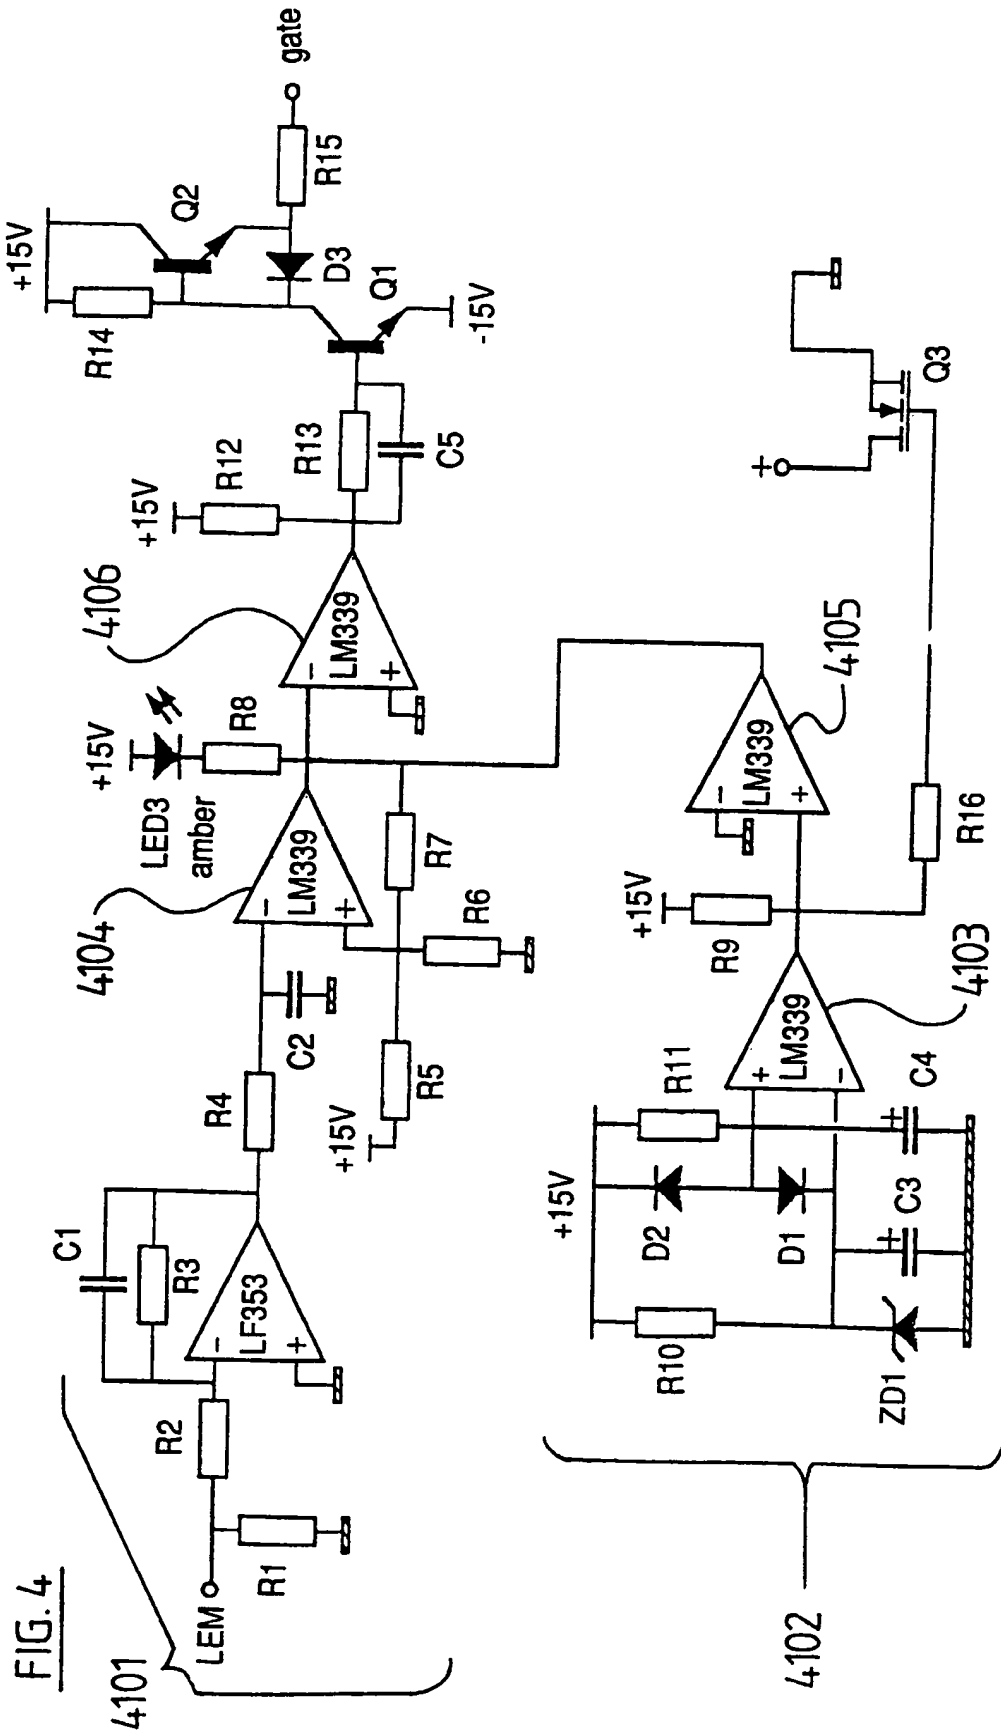 FIG. 4
4101
LEM
R1
R2
C1
R3
-
LF353
+
R4
C2
+15V
R5
4104
-
LM339
+
R6
R7
+15V
LED3
amber
R8
4106
-
LM339
+
+15V
R12
R13
C5
+15V
R14
Q2
D3
Q1
-15V
R15
gate
4102
+15V
R10
ZD1
D2
D1
C3
+
R11
C4
+
+
LM339
-
4103
+15V
R9
-
LM339
+
4105
R16
+
Q3